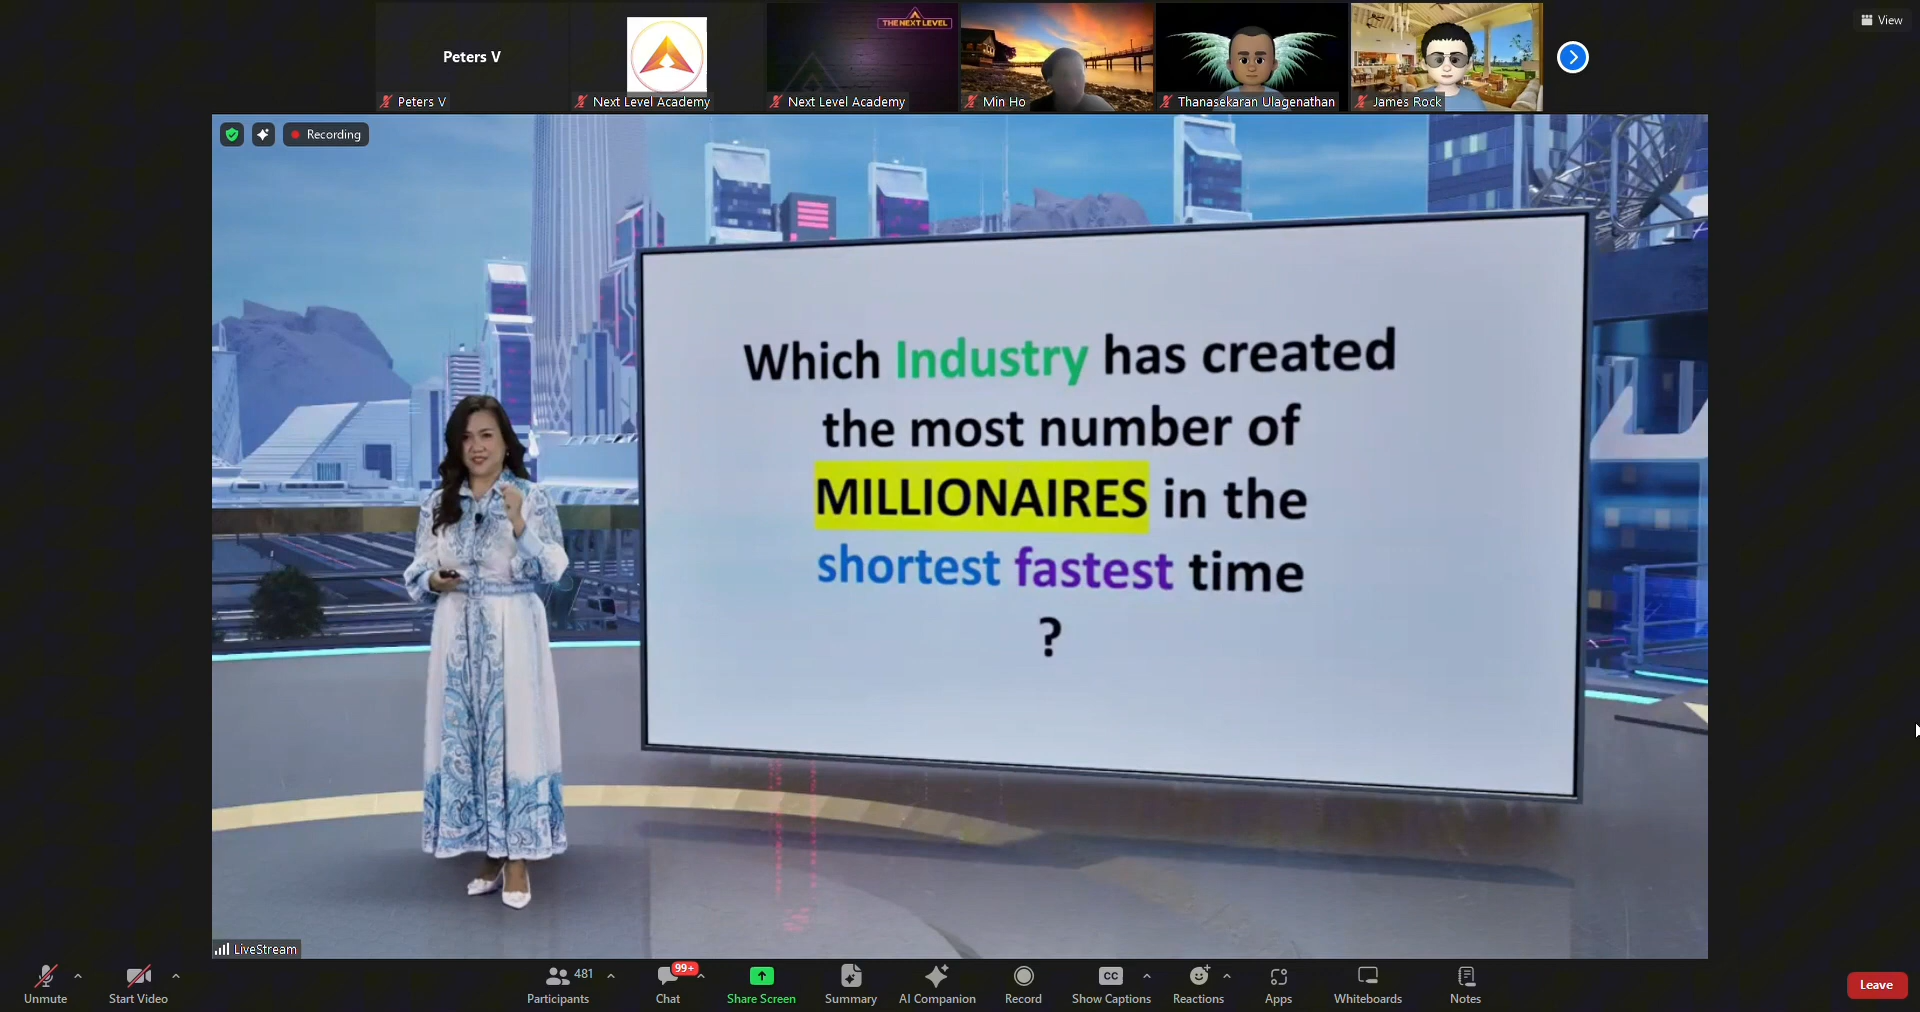 Peters V
THE NEXT LEVEL
View
Peters V
Next Level Academy
Next Level Academy
Min Ho
Thanasekaran Ulagenathan
James Rock
Recording
Which Industry has created
the most number of
MILLIONAIRES in the
shortest fastest time
?
LiveStream
481
99+
CC
Unmute
Start Video
Participants
Chat
Share Screen
Summary
AI Companion
Record
Show Captions
Reactions
Apps
Whiteboards
Notes
Leave